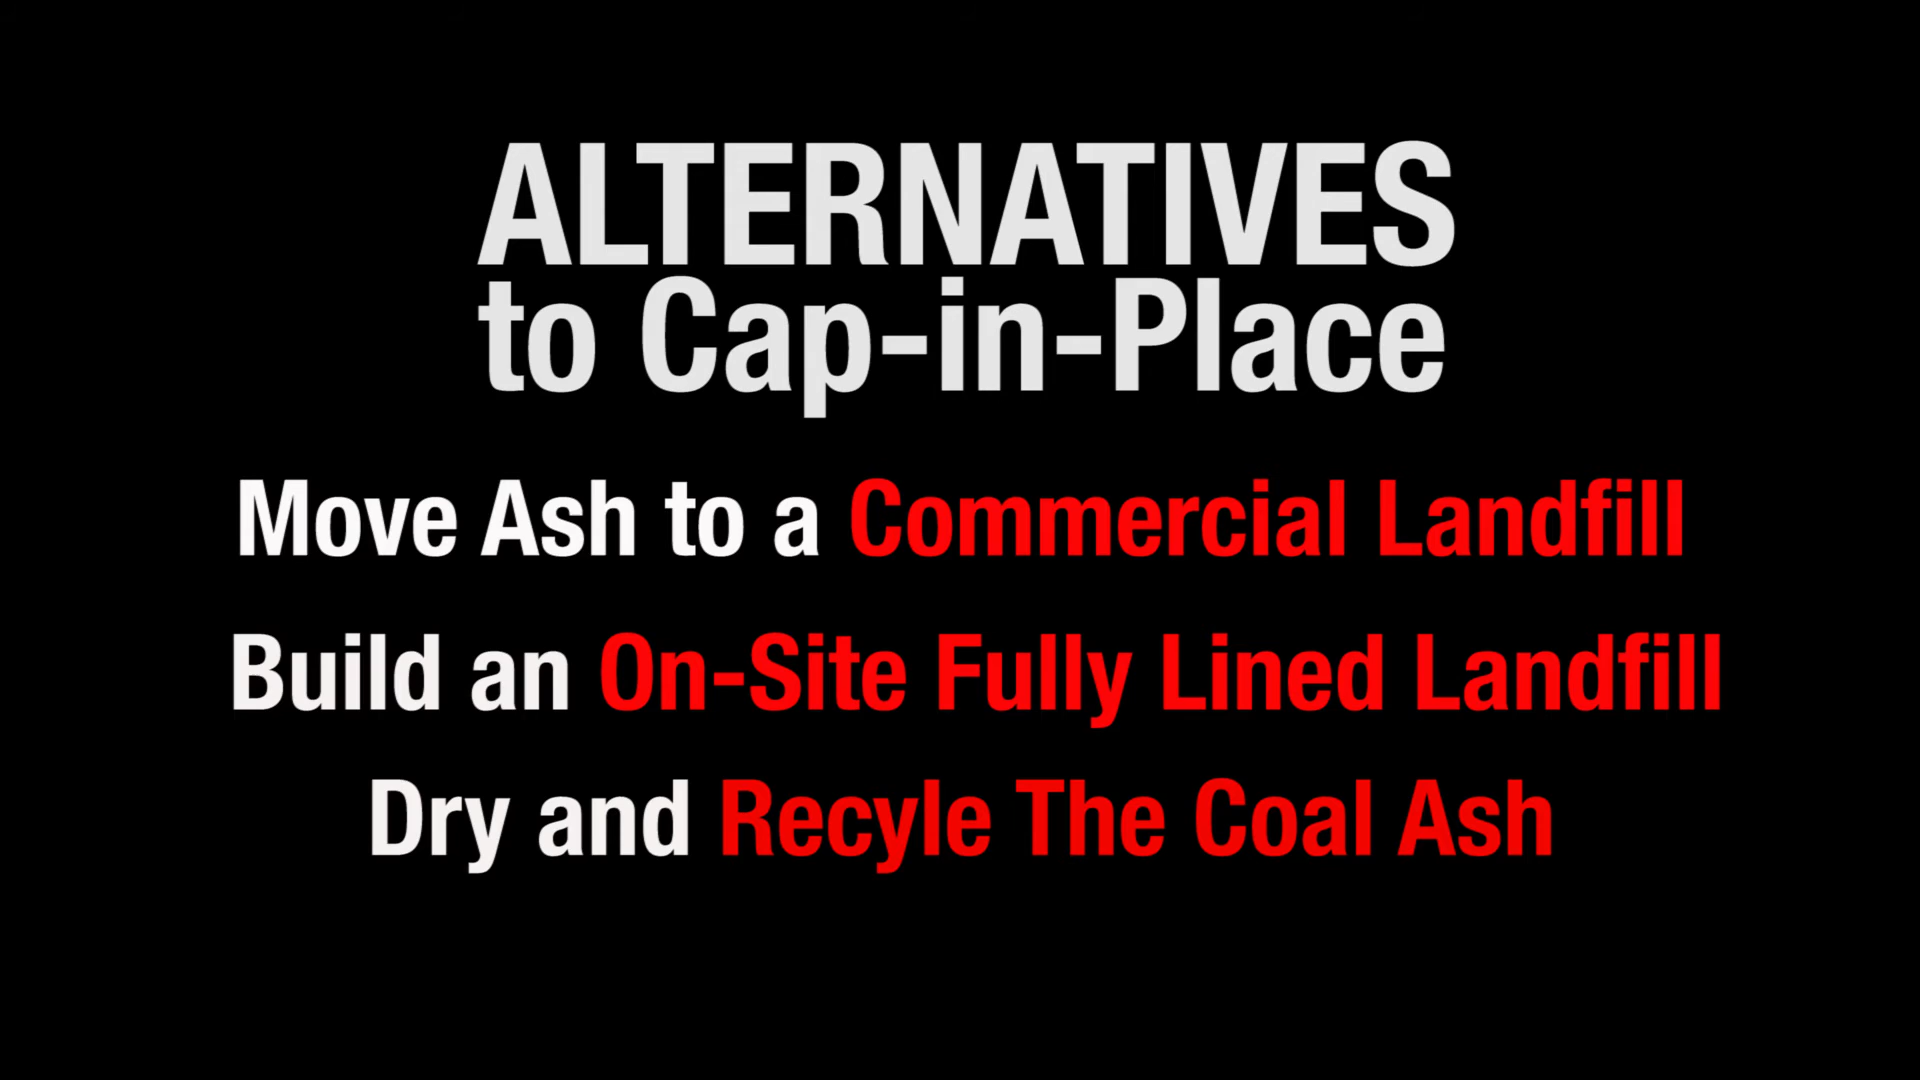 ALTERNATIVES
to Cap-in-Place
Move Ash to a Commercial Landfill
Build an On-Site Fully Lined Landfill
Dry and Recyle The Coal Ash